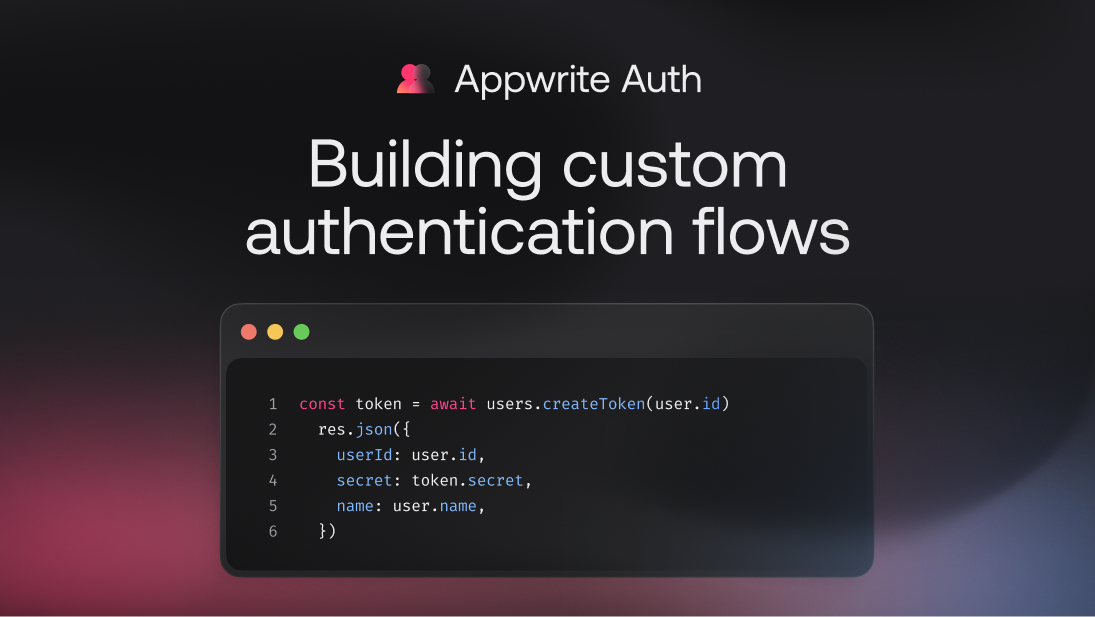 Appwrite Auth
Building custom
authentication flows
1 const token = await users.createToken(user.id)
2 res.json({
3 userId: user.id,
4 secret: token.secret,
5 name: user.name,
6 })